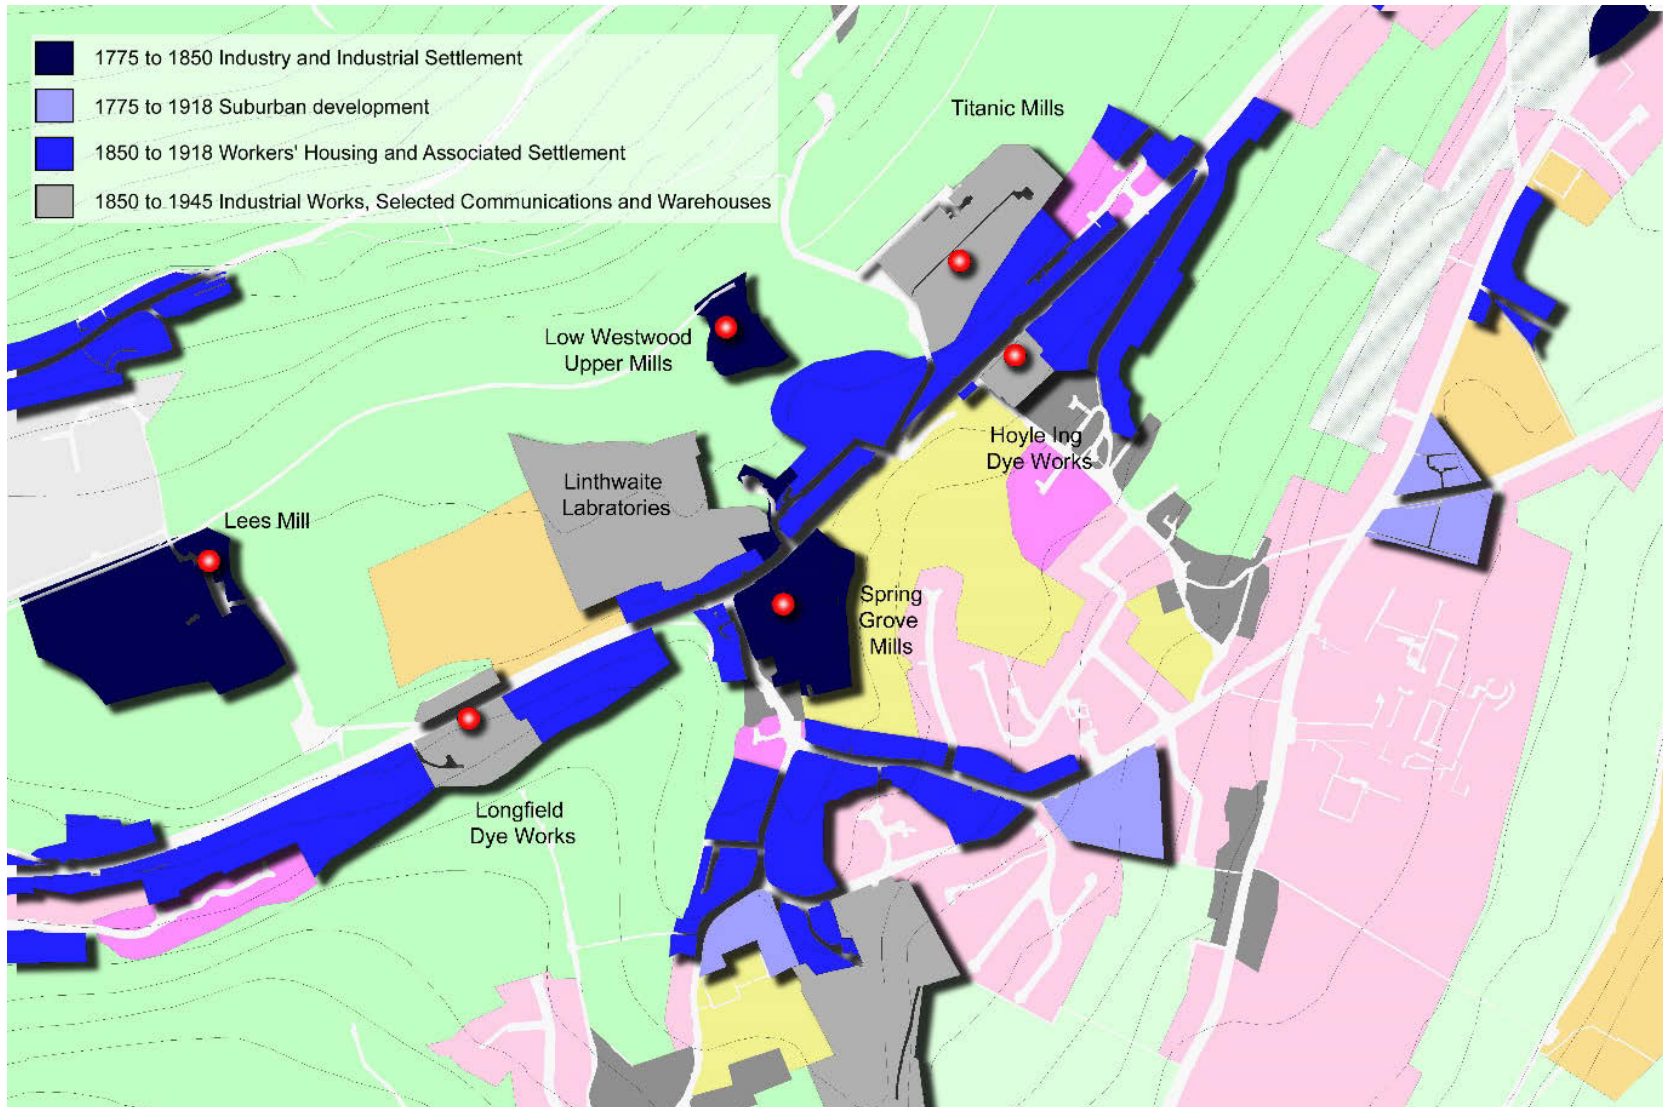 1775 to 1850 Industry and Industrial Settlement
1775 to 1918 Suburban development
1850 to 1918 Workers' Housing and Associated Settlement
1850 to 1945 Industrial Works, Selected Communications and Warehouses
Titanic Mills
Low Westwood
Upper Mills
Hoyle Ing
Dye Works
Linthwaite
Labratories
Lees Mill
Spring
Grove
Mills
Longfield
Dye Works